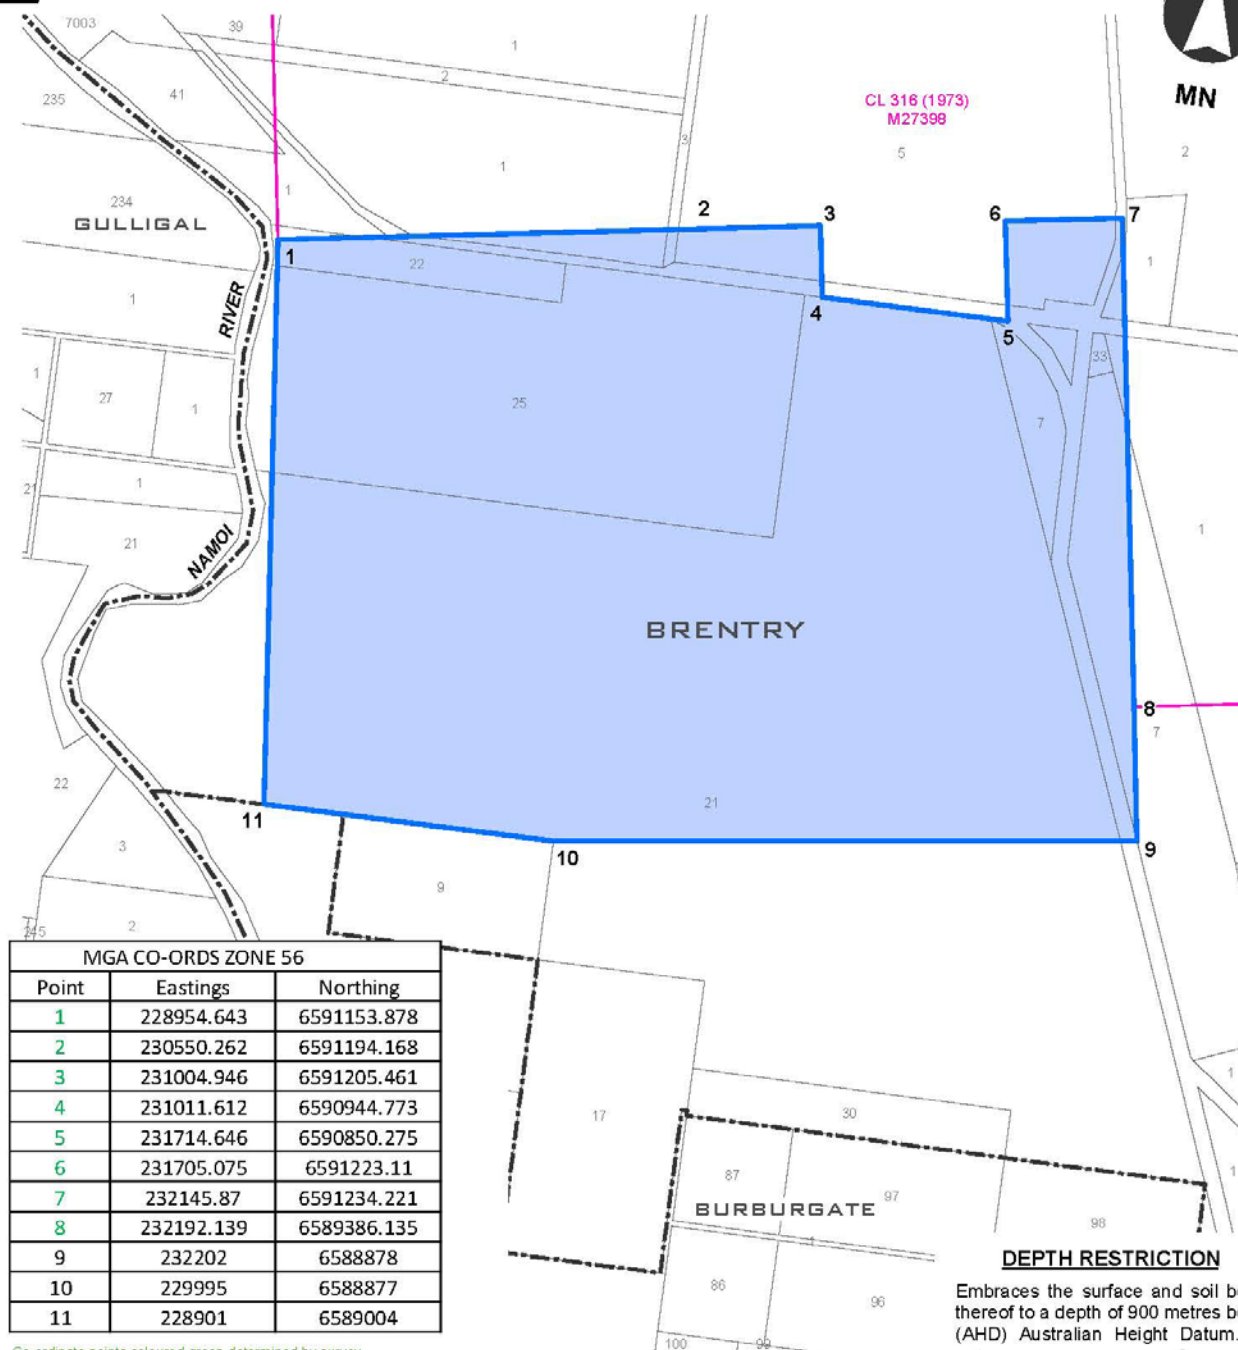 7003
39
1
2
235
41
CL 316 (1973)
M27398
MN
3
5
2
1
1
234
GULLIGAL
2
3
6
7
1
22
1
RIVER
1
4
5
33
1
27
1
25
7
21
1
21
NAMOI
1
BRENTRY
8
7
22
21
11
10
9
3
9
2
245
MGA CO-ORDS ZONE 56
Point Eastings Northing
1 228954.643 6591153.878
2 230550.262 6591194.168
3 231004.946 6591205.461
4 231011.612 6590944.773
5 231714.646 6590850.275
6 231705.075 6591223.11
7 232145.87 6591234.221
8 232192.139 6589386.135
9 232202 6588878
10 229995 6588877
11 228901 6589004
17
30
1
87
97
1
BURBURGATE
98
1
86
96
100
99
DEPTH RESTRICTION
Embraces the surface and soil
thereof to a depth of 900 metres
(AHD) Australian Height Datum.